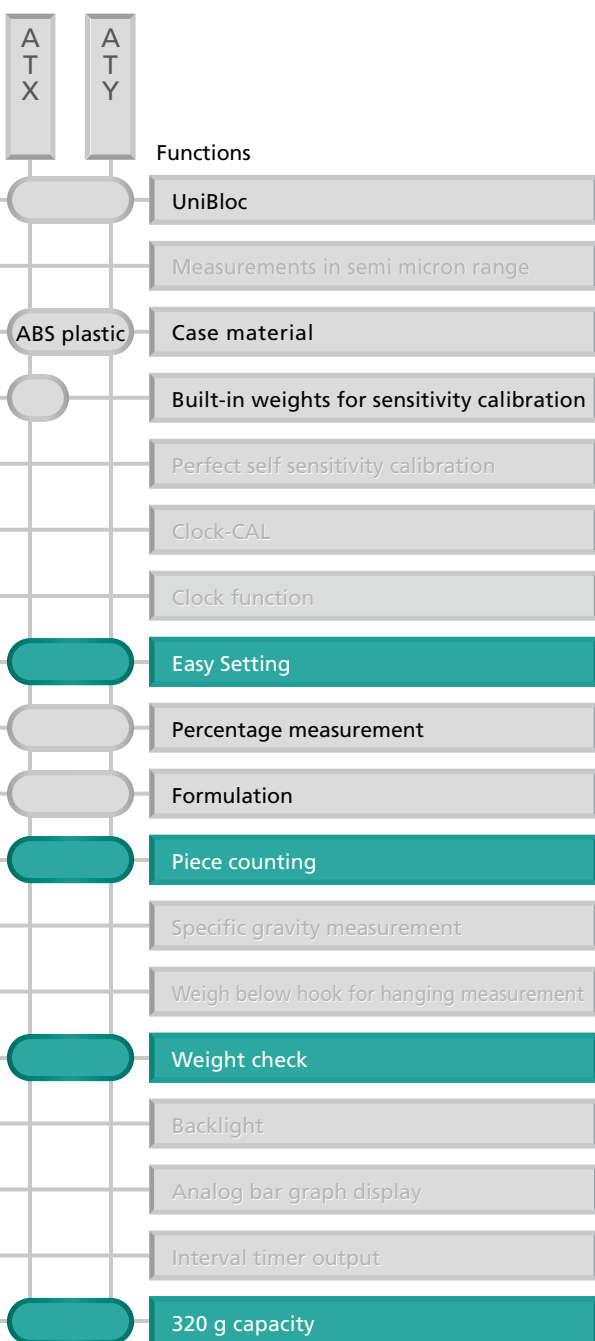 ATX
ATY
Functions
UniBloc
Measurements in semi micron range
ABS plastic
Case material
Built-in weights for sensitivity calibration
Perfect self sensitivity calibration
Clock-CAL
Clock function
Easy Setting
Percentage measurement
Formulation
Piece counting
Specific gravity measurement
Weigh below hook for hanging measurement
Weight check
Backlight
Analog bar graph display
Interval timer output
320 g capacity